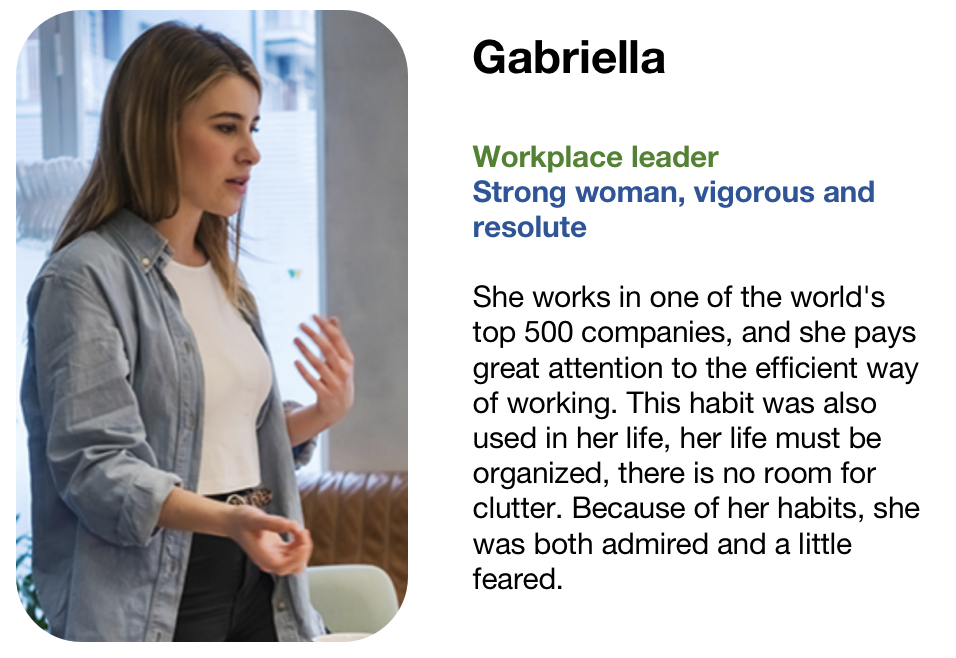 Gabriella
Workplace leader
Strong woman, vigorous and
resolute
She works in one of the world's
top 500 companies, and she pays
great attention to the efficient way
of working. This habit was also
used in her life, her life must be
organized, there is no room for
clutter. Because of her habits, she
was both admired and a little
feared.